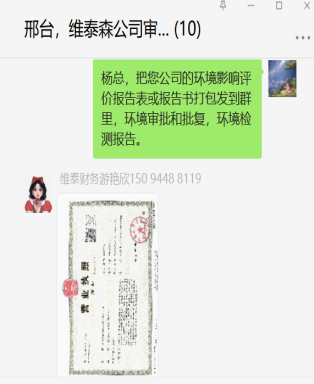 邢台，维泰森公司审... (10)
杨总，把您公司的环境影响评
价报告表或报告书打包发到群
里，环境审批和批复，环境检
测报告。
维泰财务游艳欣150 9448 8119
营业执照